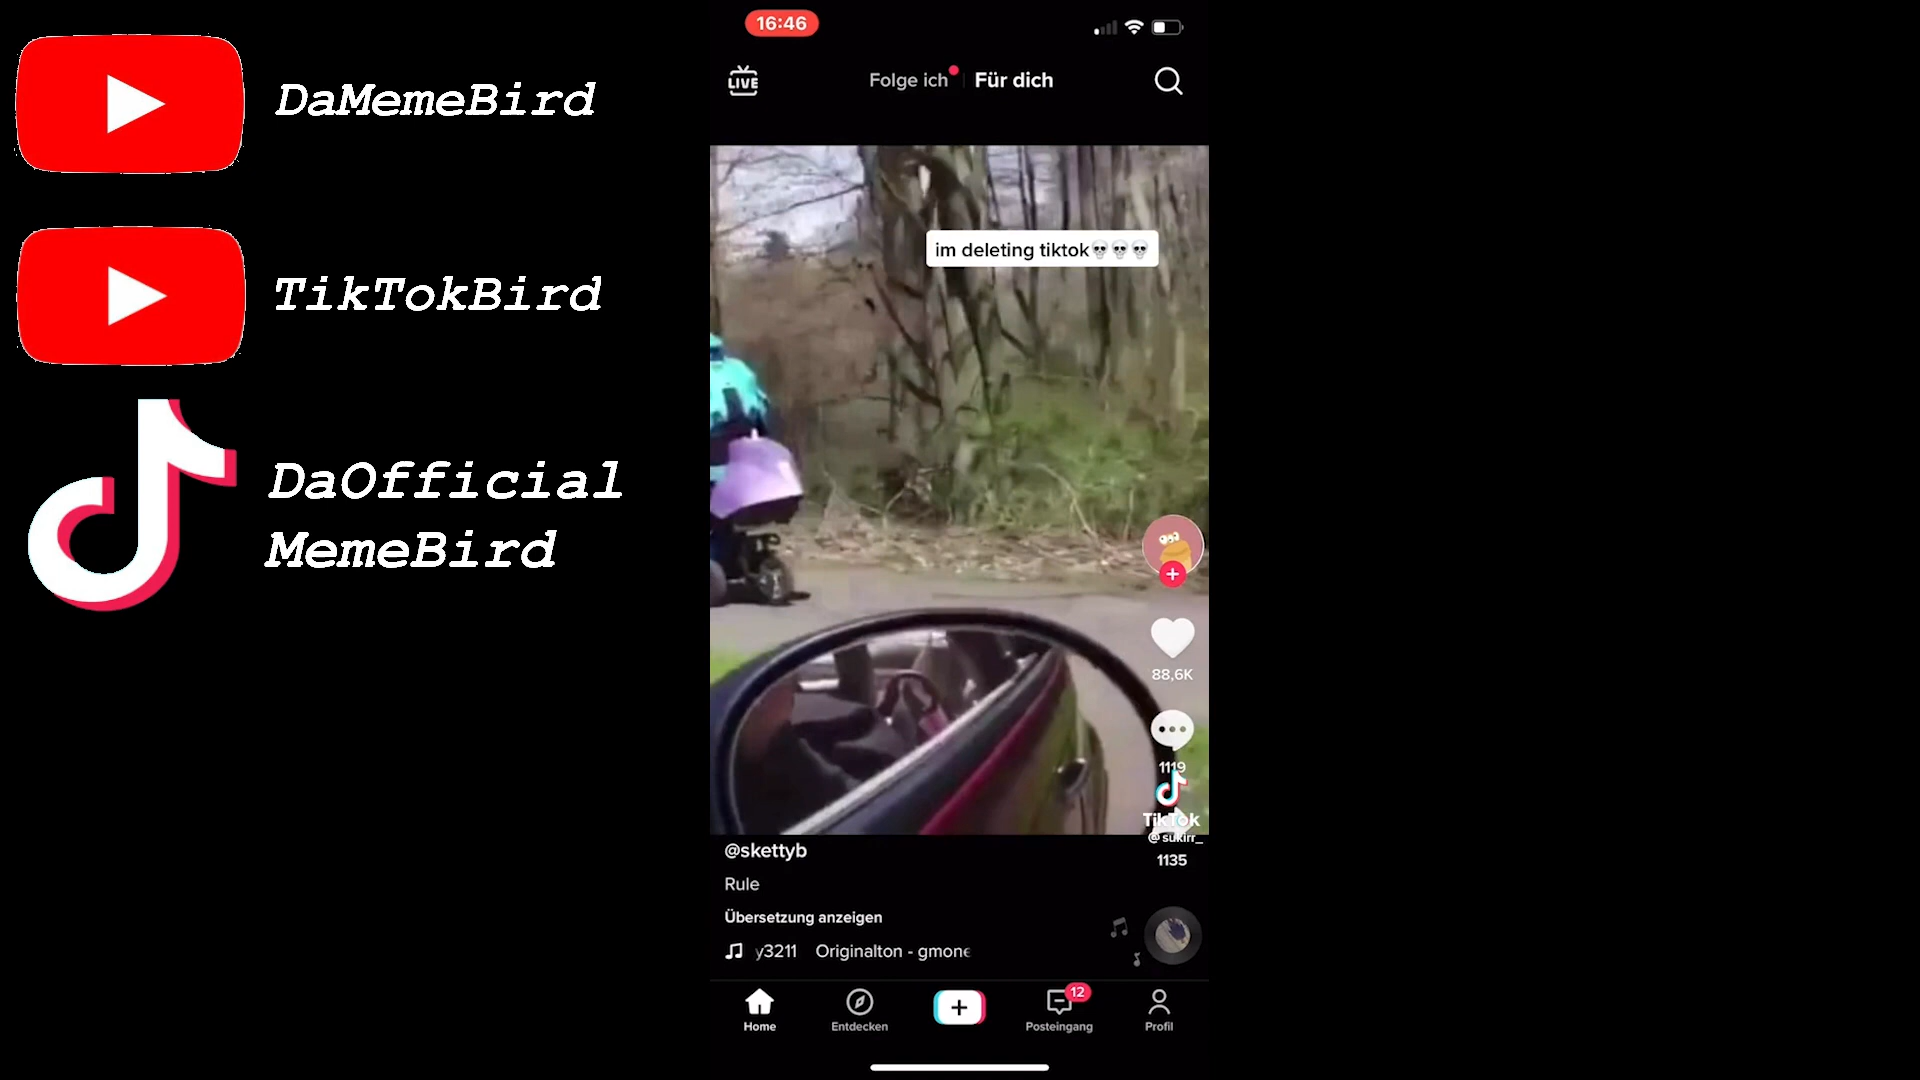 DaMemeBird
TikTokBird
DaOfficial
MemeBird
16:46
LIVE
Folge ich
Für dich
im deleting tiktok💀💀💀
88,6K
1119
TikTok
@sukirr_
1135
@skettyb
Rule
Übersetzung anzeigen
y3211 Originalton - gmone
Home
Entdecken
12
Posteingang
Profil